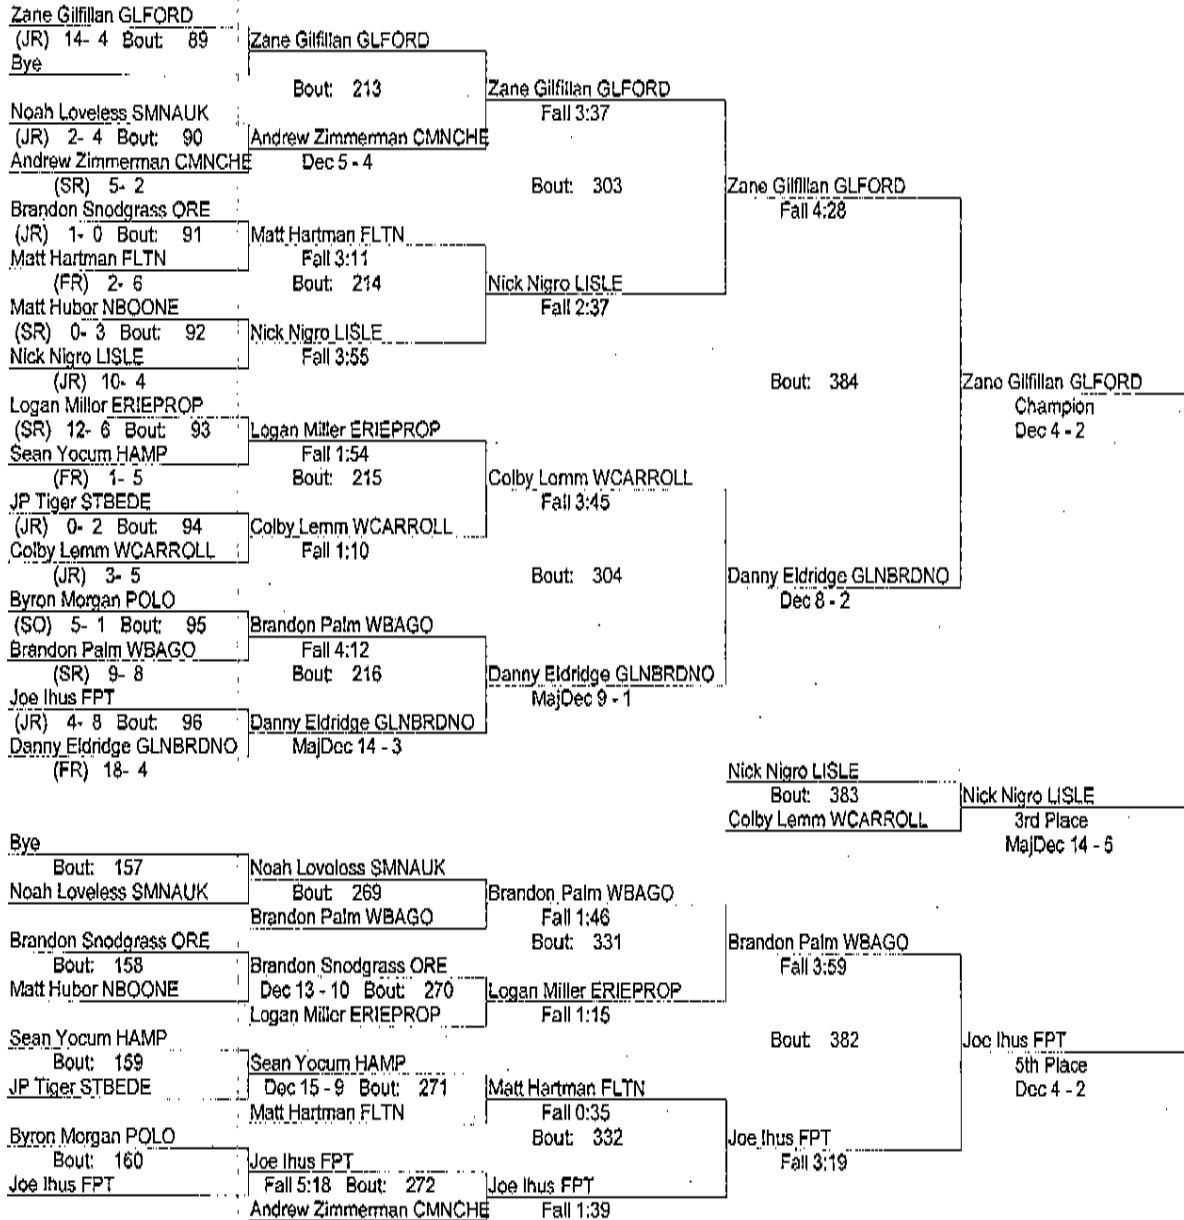 Zane Gilfillan GLFORD
(JR) 14- 4 Bout: 89
Bye
Zane Gilfillan GLFORD
Bout: 213
Zane Gilfillan GLFORD
Fall 3:37
Noah Loveless SMNAUK
(JR) 2- 4 Bout: 90
Andrew Zimmerman CMNCHE
(SR) 5- 2
Andrew Zimmerman CMNCHE
Dec 5 - 4
Bout: 303
Zane Gilfillan GLFORD
Fall 4:28
Brandon Snodgrass ORE
(JR) 1- 0 Bout: 91
Matt Hartman FLTN
(FR) 2- 6
Matt Hartman FLTN
Fall 3:11
Bout: 214
Nick Nigro LISLE
Fall 2:37
Matt Hubor NBOONE
(SR) 0- 3 Bout: 92
Nick Nigro LISLE
(JR) 10- 4
Nick Nigro LISLE
Fall 3:55
Bout: 384
Zano Gilfillan GLFORD
Champion
Dec 4 - 2
Logan Millor ERIEPROP
(SR) 12- 6 Bout: 93
Sean Yocum HAMP
(FR) 1- 5
Logan Miller ERIEPROP
Fall 1:54
Bout: 215
Colby Lomm WCARROLL
Fall 3:45
JP Tiger STBEDE
(JR) 0- 2 Bout: 94
Colby Lemm WCARROLL
(JR) 3- 5
Colby Lemm WCARROLL
Fall 1:10
Bout: 304
Danny Eldridge GLNBRDNO
Dec 8 - 2
Byron Morgan POLO
(SO) 5- 1 Bout: 95
Brandon Palm WBAGO
(SR) 9- 8
Brandon Palm WBAGO
Fall 4:12
Bout: 216
Danny Eldridge GLNBRDNO
MajDec 9 - 1
Joe Ihus FPT
(JR) 4- 8 Bout: 96
Danny Eldridge GLNBRDNO
(FR) 18- 4
Danny Eldridge GLNBRDNO
MajDoc 14 - 3
Nick Nigro LISLE
Bout: 383
Colby Lemm WCARROLL
Nick Nigro LISLE
3rd Place
MajDec 14 - 5
Bye
Bout: 157
Noah Loveless SMNAUK
Noah Lovoloss SMNAUK
Bout: 269
Brandon Palm WBAGO
Brandon Palm WBAGO
Fall 1:46
Bout: 331
Brandon Palm WBAGO
Fall 3:59
Brandon Snodgrass ORE
Bout: 158
Matt Hubor NBOONE
Brandon Snodgrass ORE
Dec 13 - 10 Bout: 270
Logan Miller ERIEPROP
Logan Miller ERIEPROP
Fall 1:15
Bout: 382
Joc Ihus FPT
5th Place
Dcc 4 - 2
Sean Yocum HAMP
Bout: 159
JP Tiger STBEDE
Sean Yocum HAMP
Doc 15 - 9 Bout: 271
Matt Hartman FLTN
Matt Hartman FLTN
Fall 0:35
Bout: 332
Joe Ihus FPT
Fall 3:19
Byron Morgan POLO
Bout: 160
Joe Ihus FPT
Joe Ihus FPT
Fall 5:18 Bout: 272
Andrew Zimmerman CMNCHE
Joe Ihus FPT
Fall 1:39